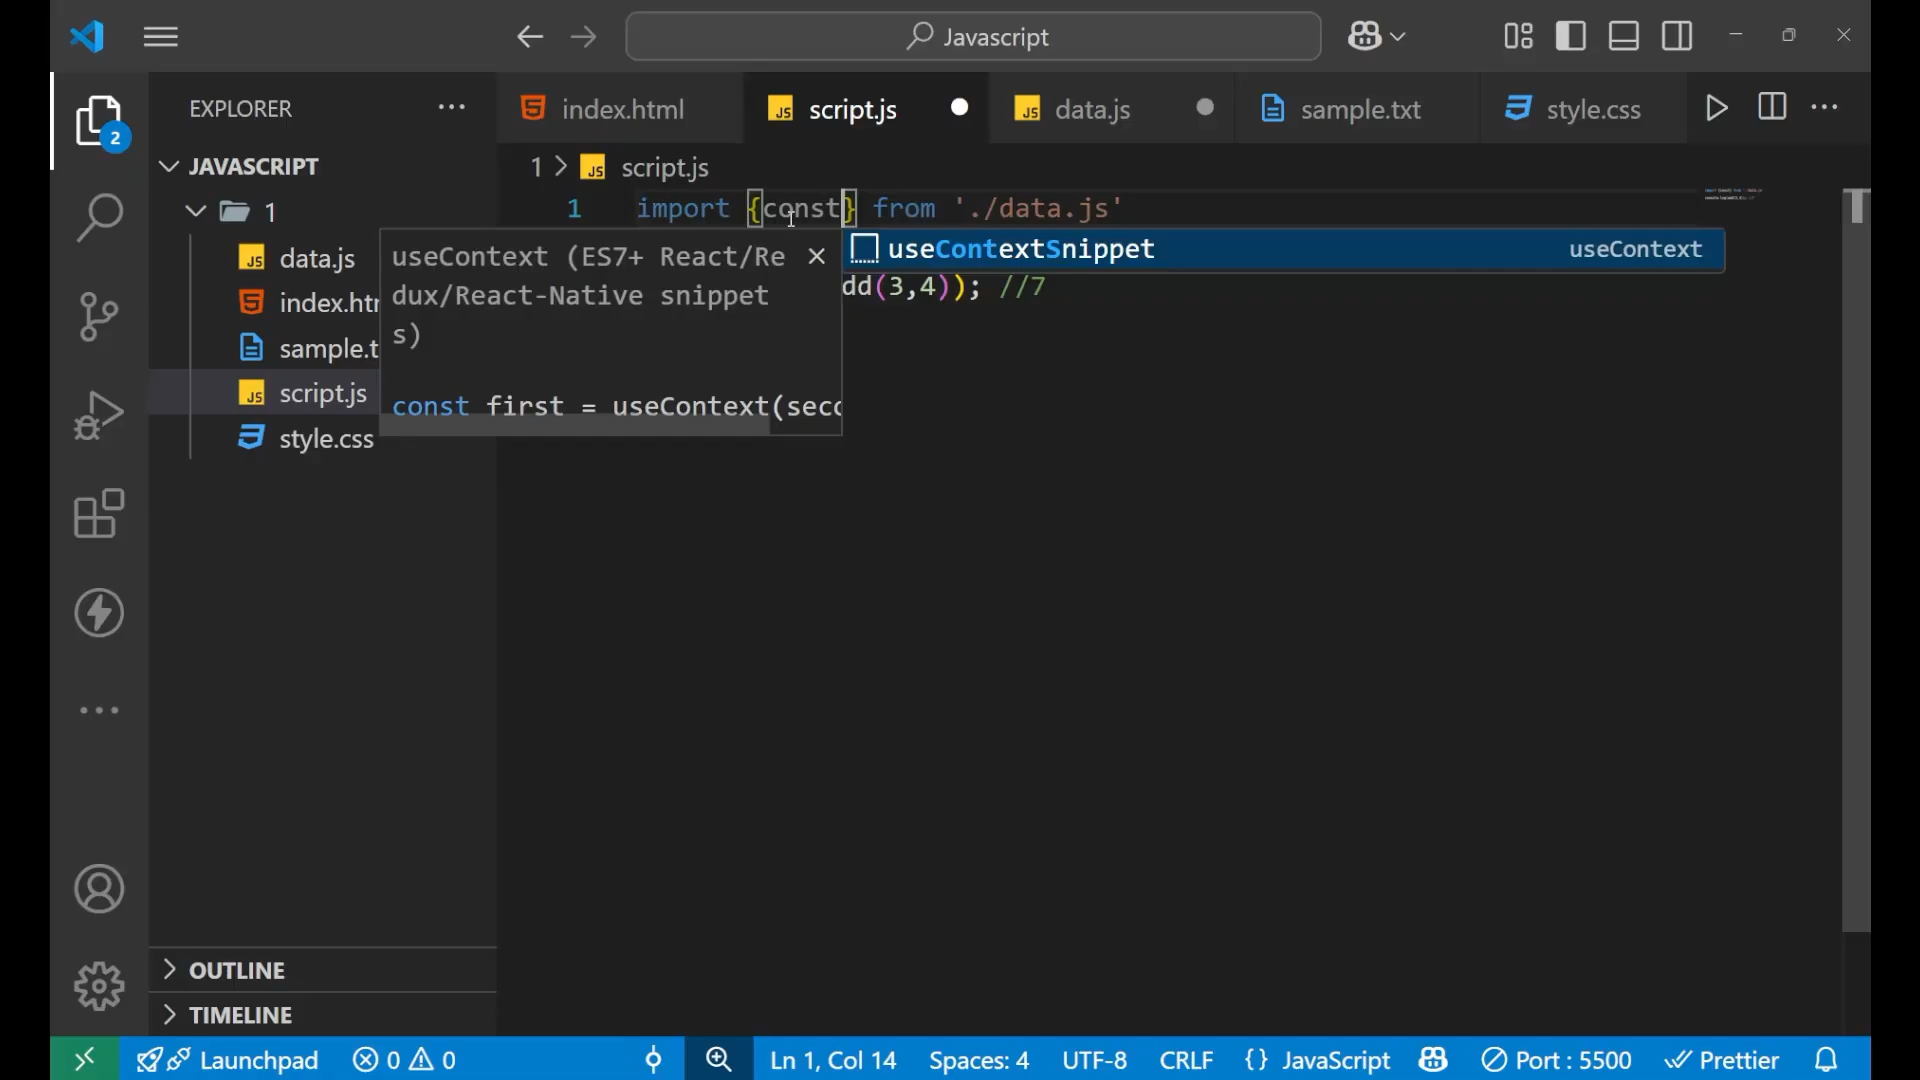 Javascript
EXPLORER
index.html
script.js
data.js
sample.txt
style.css
2
JAVASCRIPT
1
data.js
index.htm
sample.t
script.js
style.css
1 > script.js
1 import {const} from './data.js'
useContextSnippet useContext
useContext (ES7+ React/Re
dux/React-Native snippet
s)
const first = useContext(seco
dd(3,4)); //7
OUTLINE
TIMELINE
Launchpad 0 0 Ln 1, Col 14 Spaces: 4 UTF-8 CRLF {} JavaScript Port : 5500 Prettier